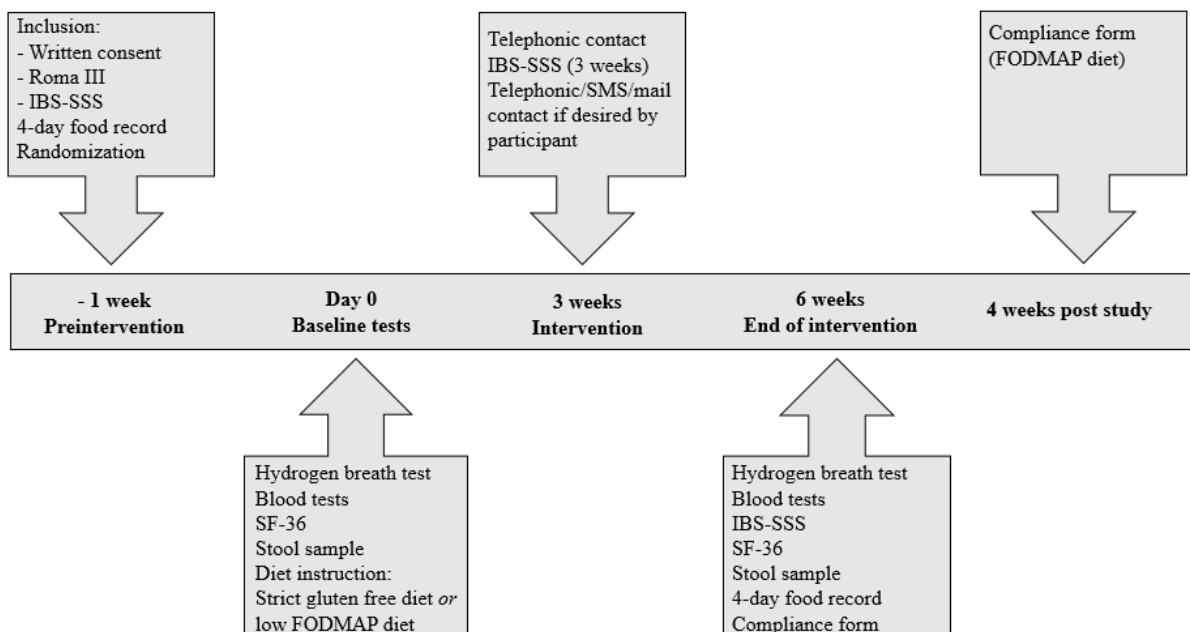 Inclusion:
- Written consent
- Roma III
- IBS-SSS
4-day food record
Randomization
Telephonic contact
IBS-SSS (3 weeks)
Telephonic/SMS/mail
contact if desired by
participant
Compliance form
(FODMAP diet)
- 1 week
Preintervention
Day 0
Baseline tests
3 weeks
Intervention
6 weeks
End of intervention
4 weeks post study
Hydrogen breath test
Blood tests
SF-36
Stool sample
Diet instruction:
Strict gluten free diet or
low FODMAP diet
Hydrogen breath test
Blood tests
IBS-SSS
SF-36
Stool sample
4-day food record
Compliance form